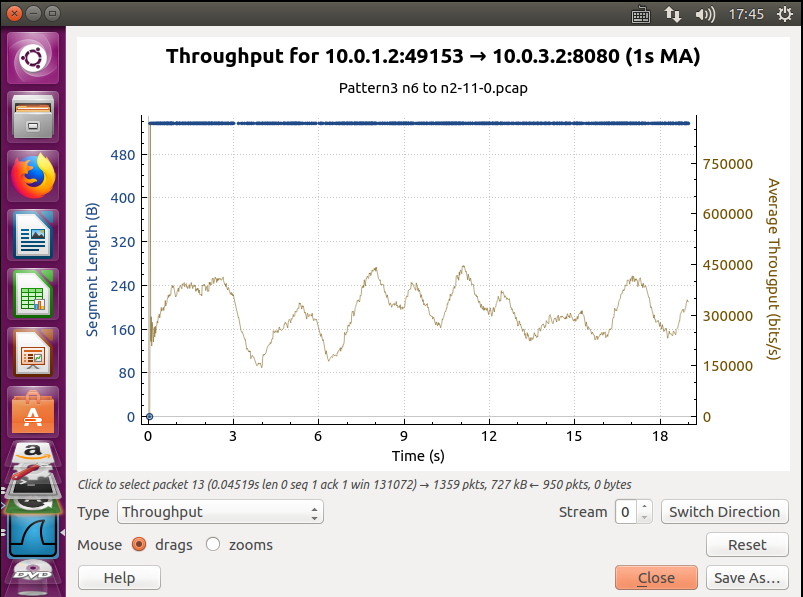 17:45
Throughput for 10.0.1.2:49153 → 10.0.3.2:8080 (1s MA)
Pattern3 n6 to n2-11-0.pcap
Segment Length (B)
480
400
320
240
160
80
0
Average Througput (bits/s)
750000
600000
450000
300000
150000
0
0 3 6 9 12 15 18
Time (s)
Click to select packet 13 (0.04519s len 0 seq 1 ack 1 win 131072) → 1359 pkts, 727 kB ← 950 pkts, 0 bytes
Type Throughput Stream 0 Switch Direction
Mouse drags zooms Reset
Help Close Save As…
A
a
DVD